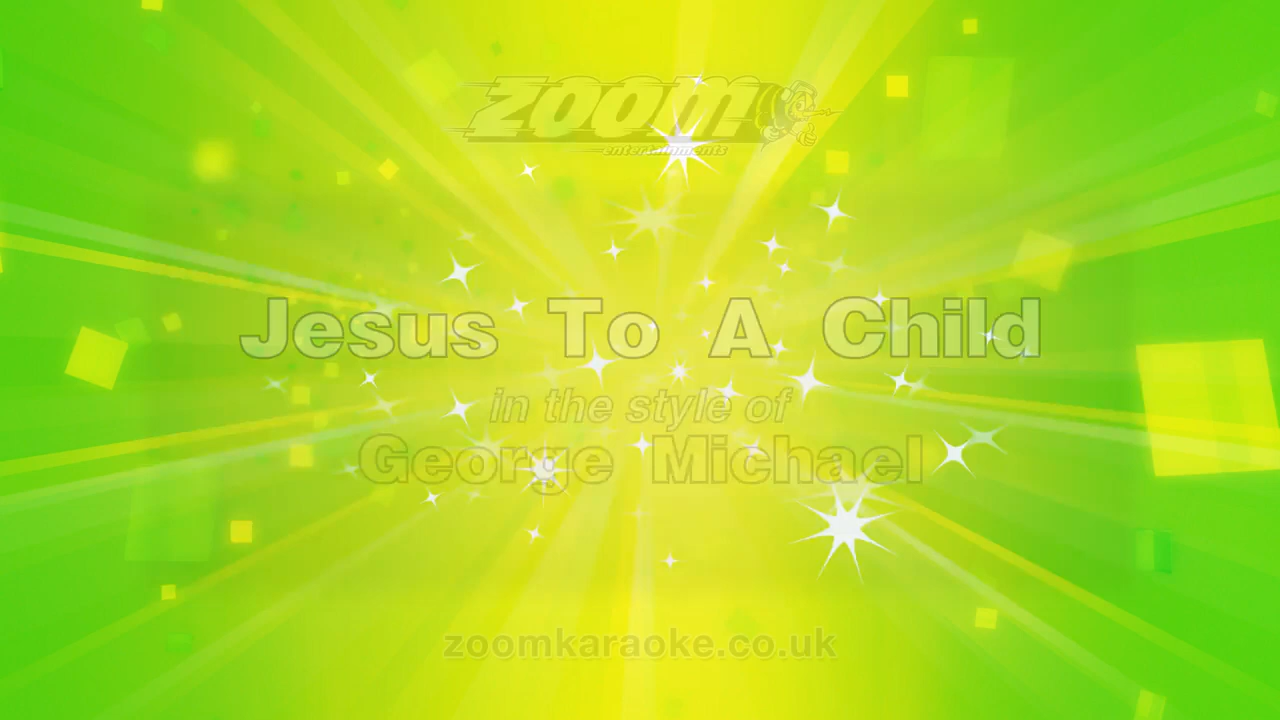 ZOOM
entertainments
Jesus To A Child
in the style of
George Michael
zoomkaraoke.co.uk